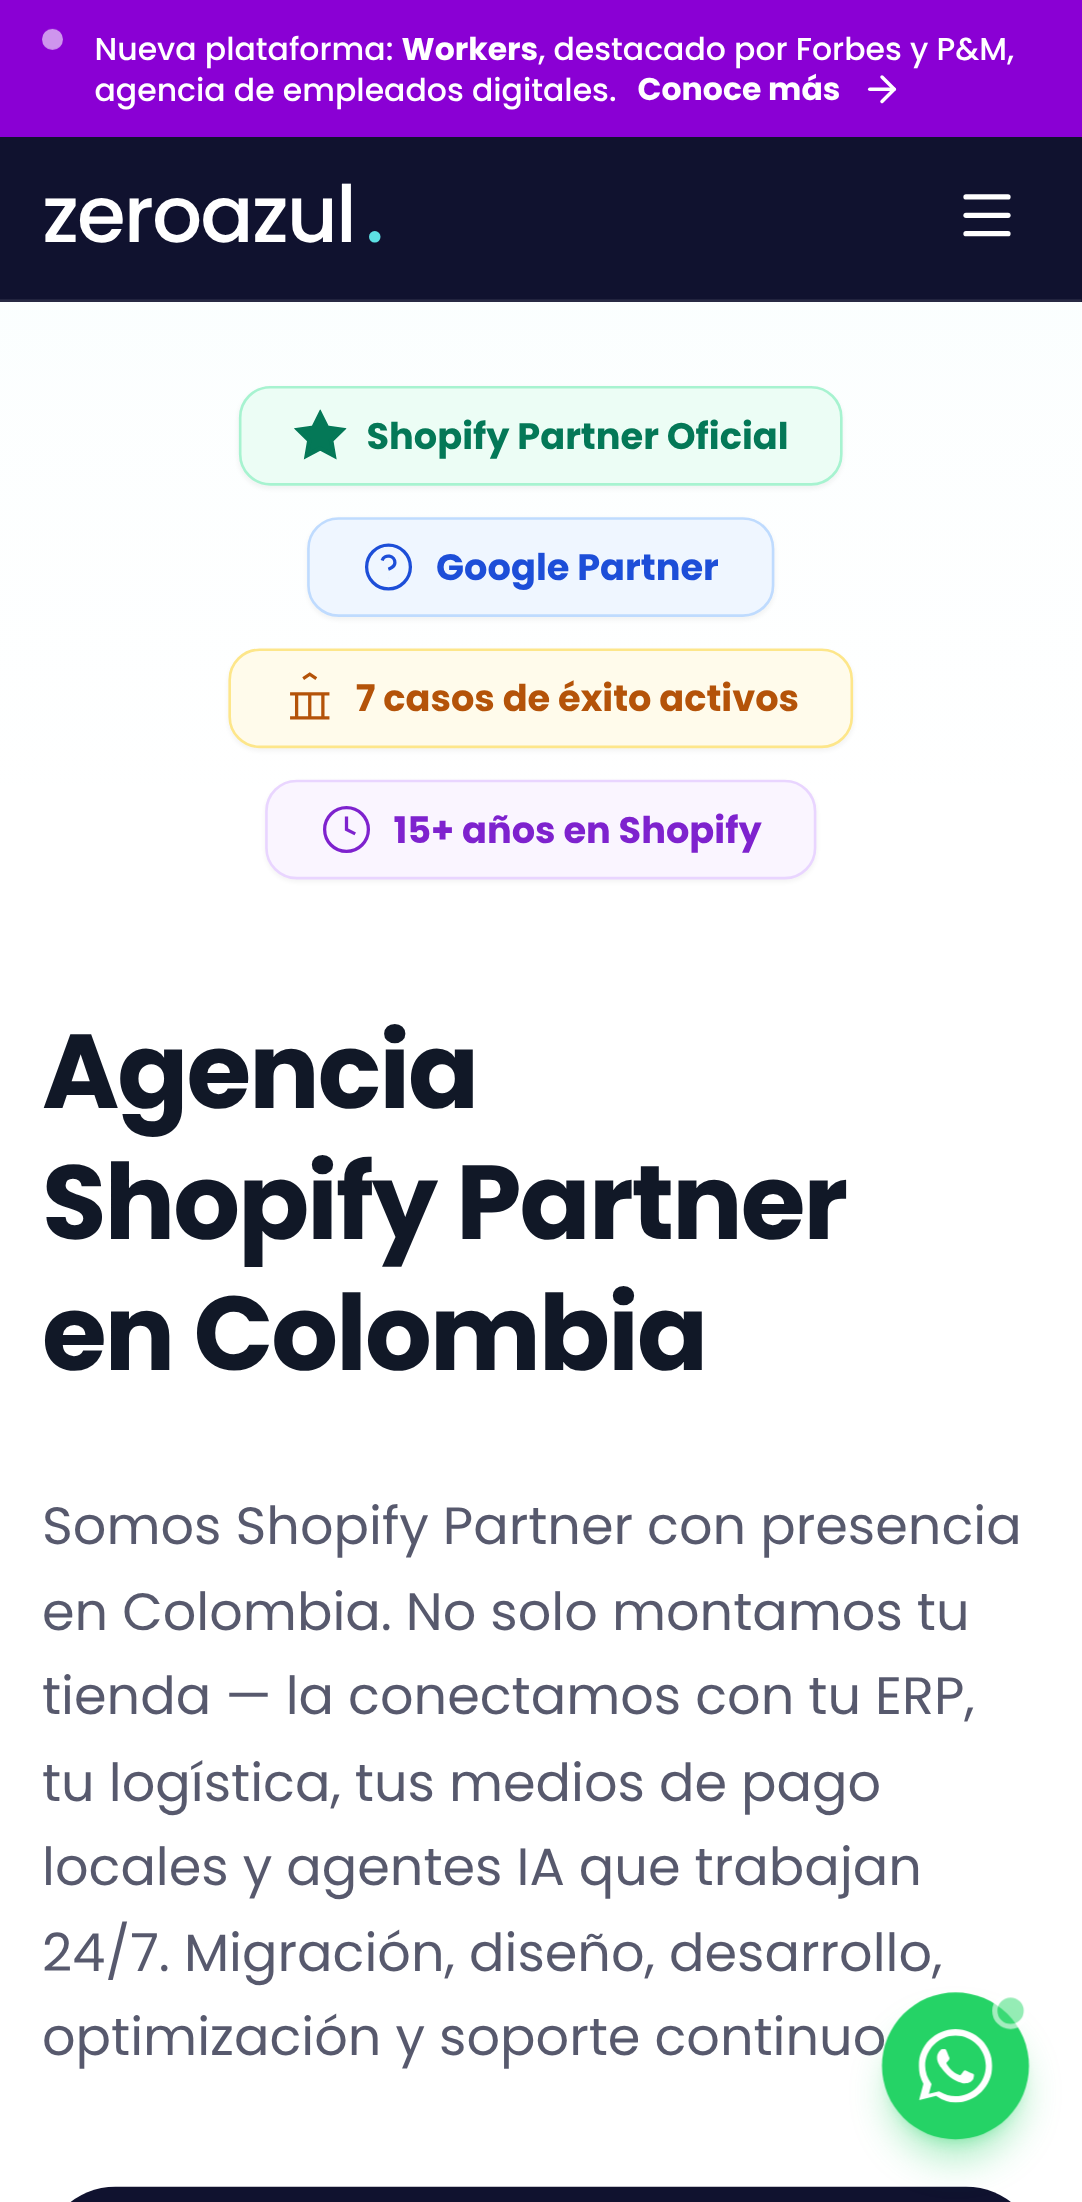 Nueva plataforma: Workers, destacado por Forbes y P&M,
agencia de empleados digitales. Conoce más →
zeroazul.
Shopify Partner Oficial
Google Partner
7 casos de éxito activos
15+ años en Shopify
Agencia
Shopify Partner
en Colombia
Somos Shopify Partner con presencia
en Colombia. No solo montamos tu
tienda — la conectamos con tu ERP,
tu logística, tus medios de pago
locales y agentes IA que trabajan
24/7. Migración, diseño, desarrollo,
optimización y soporte continuo